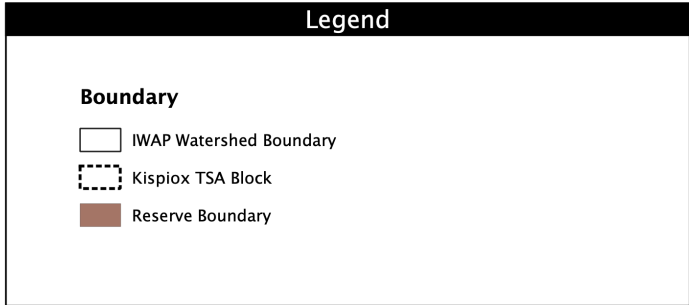 Legend
Boundary
IWAP Watershed Boundary
Kispiox TSA Block
Reserve Boundary